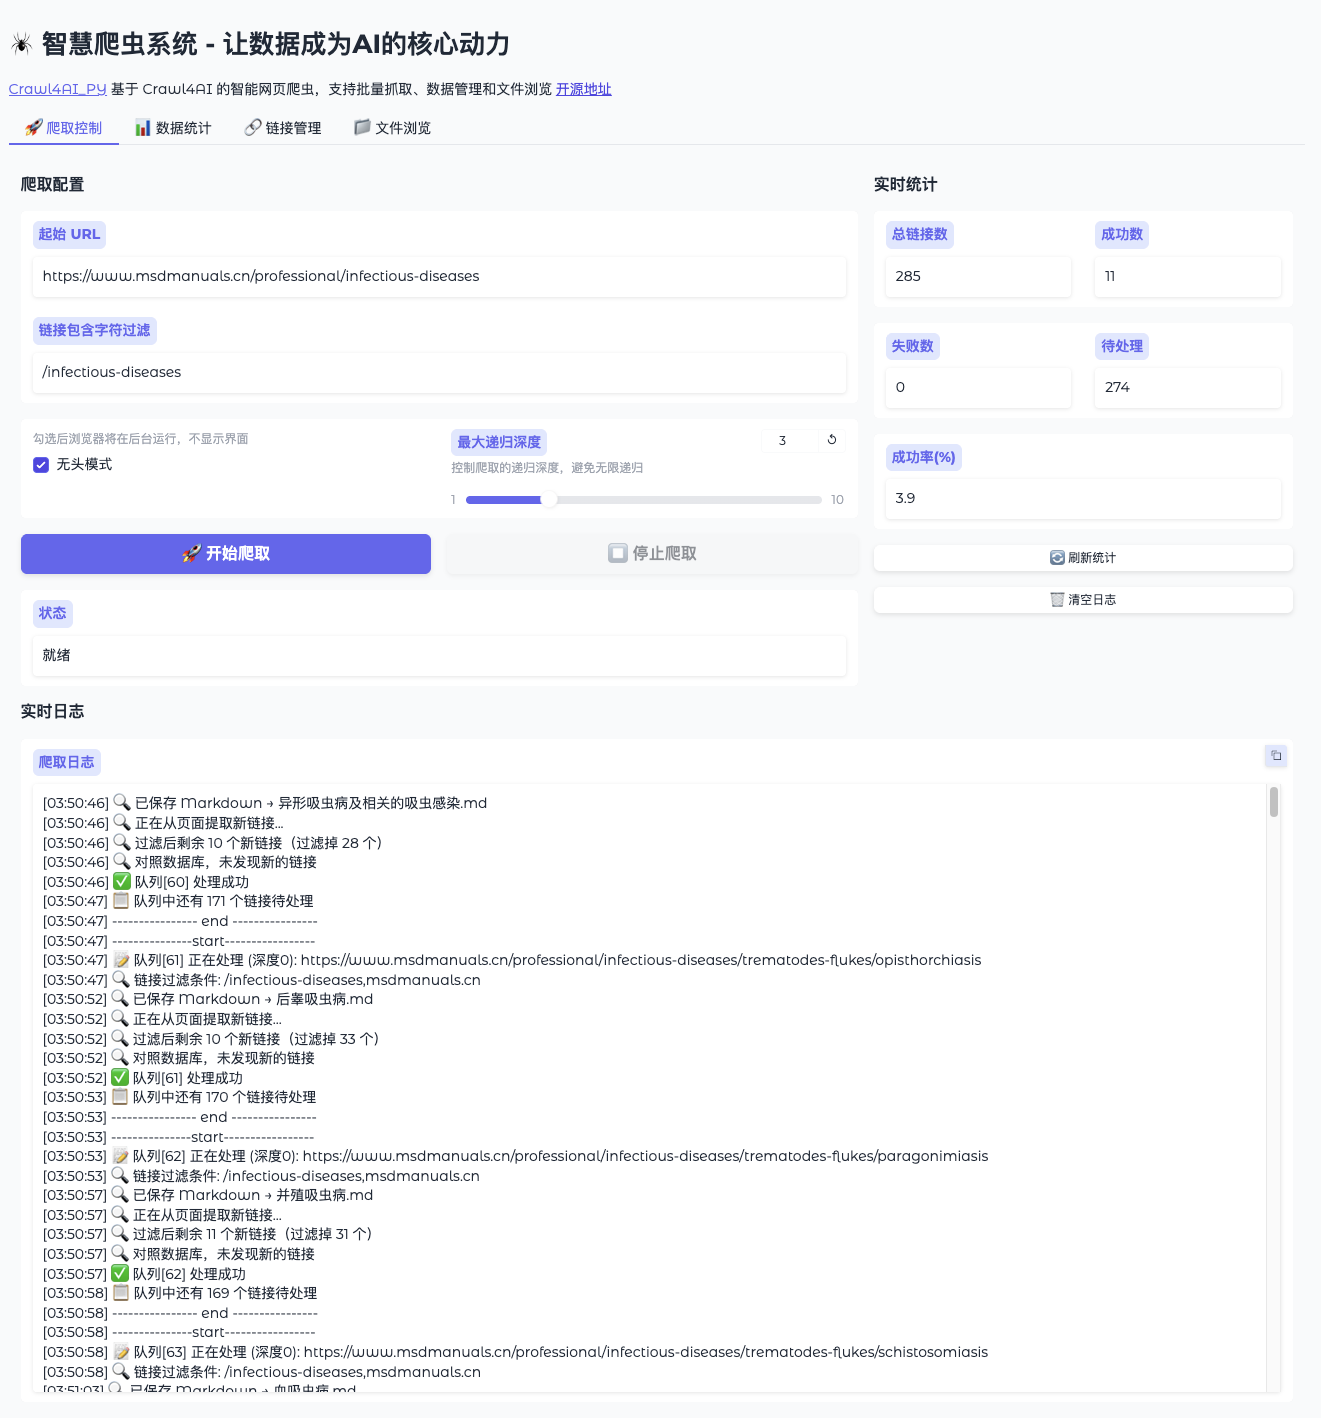 🕷️ 智慧爬虫系统 - 让数据成为AI的核心动力
Crawl4AI_PY 基于 Crawl4AI 的智能网页爬虫，支持批量抓取、数据管理和文件浏览 开源地址
🚀 爬取控制
📊 数据统计
🔗 链接管理
📁 文件浏览
爬取配置
起始 URL
https://www.msdmanuals.cn/professional/infectious-diseases
链接包含字符过滤
/infectious-diseases
勾选后浏览器将在后台运行，不显示界面
无头模式
最大递归深度
3
控制爬取的递归深度，避免无限递归
1
10
🚀 开始爬取
⏹️ 停止爬取
状态
就绪
实时统计
总链接数
成功数
285
11
失败数
待处理
0
274
成功率(%)
3.9
🔄 刷新统计
🗑️ 清空日志
实时日志
爬取日志
[03:50:46] 🔍 已保存 Markdown → 异形吸虫病及相关的吸虫感染.md
[03:50:46] 🔍 正在从页面提取新链接...
[03:50:46] 🔍 过滤后剩余 10 个新链接（过滤掉 28 个）
[03:50:46] 🔍 对照数据库，未发现新的链接
[03:50:46] ✅ 队列[60] 处理成功
[03:50:47] 📋 队列中还有 171 个链接待处理
[03:50:47] ---------------- end ----------------
[03:50:47] ---------------start-----------------
[03:50:47] 📝 队列[61] 正在处理 (深度0): https://www.msdmanuals.cn/professional/infectious-diseases/trematodes-flukes/opisthorchiasis
[03:50:47] 🔍 链接过滤条件: /infectious-diseases,msdmanuals.cn
[03:50:52] 🔍 已保存 Markdown → 后睾吸虫病.md
[03:50:52] 🔍 正在从页面提取新链接...
[03:50:52] 🔍 过滤后剩余 10 个新链接（过滤掉 33 个）
[03:50:52] 🔍 对照数据库，未发现新的链接
[03:50:52] ✅ 队列[61] 处理成功
[03:50:53] 📋 队列中还有 170 个链接待处理
[03:50:53] ---------------- end ----------------
[03:50:53] ---------------start-----------------
[03:50:53] 📝 队列[62] 正在处理 (深度0): https://www.msdmanuals.cn/professional/infectious-diseases/trematodes-flukes/paragonimiasis
[03:50:53] 🔍 链接过滤条件: /infectious-diseases,msdmanuals.cn
[03:50:57] 🔍 已保存 Markdown → 并殖吸虫病.md
[03:50:57] 🔍 正在从页面提取新链接...
[03:50:57] 🔍 过滤后剩余 11 个新链接（过滤掉 31 个）
[03:50:57] 🔍 对照数据库，未发现新的链接
[03:50:57] ✅ 队列[62] 处理成功
[03:50:58] 📋 队列中还有 169 个链接待处理
[03:50:58] ---------------- end ----------------
[03:50:58] ---------------start-----------------
[03:50:58] 📝 队列[63] 正在处理 (深度0): https://www.msdmanuals.cn/professional/infectious-diseases/trematodes-flukes/schistosomiasis
[03:50:58] 🔍 链接过滤条件: /infectious-diseases,msdmanuals.cn
[03:51:03] 🔍 已保存 Markdown → 血吸虫病.md